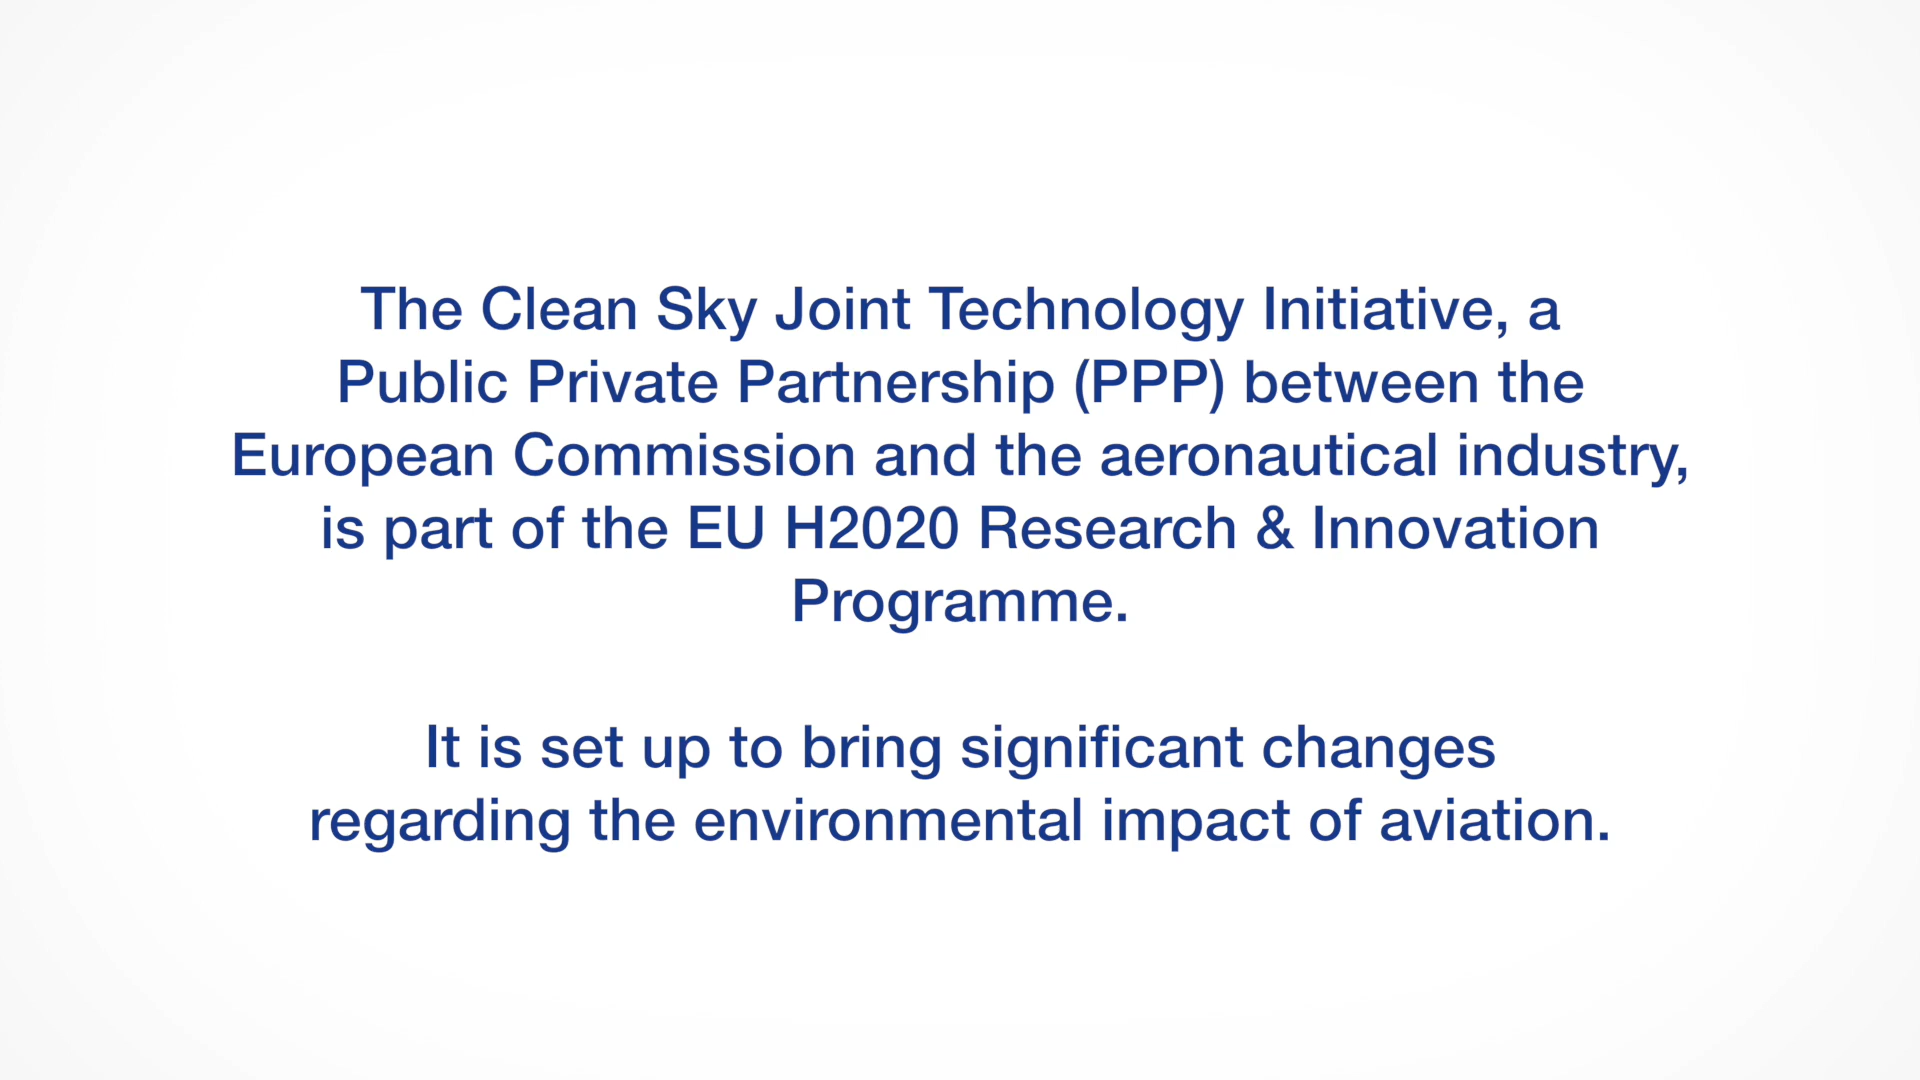 The Clean Sky Joint Technology Initiative, a
Public Private Partnership (PPP) between the
European Commission and the aeronautical industry,
is part of the EU H2020 Research & Innovation
Programme.
It is set up to bring significant changes
regarding the environmental impact of aviation.